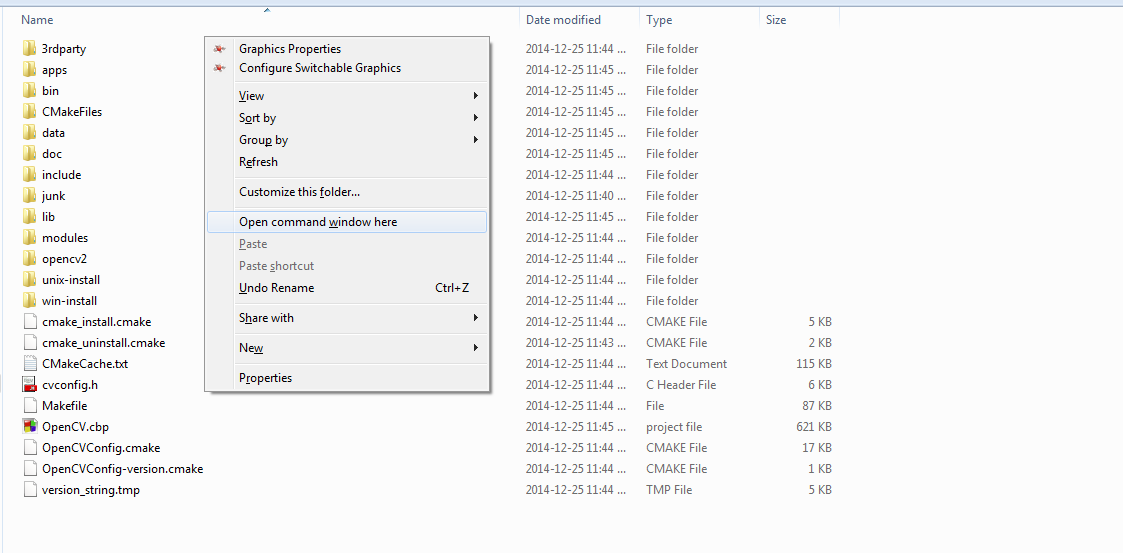 Name Date modified Type Size
3rdparty 2014-12-25 11:44 ... File folder
apps 2014-12-25 11:45 ... File folder
bin 2014-12-25 11:45 ... File folder
CMakeFiles 2014-12-25 11:45 ... File folder
data 2014-12-25 11:45 ... File folder
doc 2014-12-25 11:45 ... File folder
include 2014-12-25 11:44 ... File folder
junk 2014-12-25 11:40 ... File folder
lib 2014-12-25 11:45 ... File folder
modules 2014-12-25 11:44 ... File folder
opencv2 2014-12-25 11:44 ... File folder
unix-install 2014-12-25 11:44 ... File folder
win-install 2014-12-25 11:44 ... File folder
cmake_install.cmake 2014-12-25 11:44 ... CMAKE File 5 KB
cmake_uninstall.cmake 2014-12-25 11:43 ... CMAKE File 2 KB
CMakeCache.txt 2014-12-25 11:44 ... Text Document 115 KB
cvconfig.h 2014-12-25 11:44 ... C Header File 6 KB
Makefile 2014-12-25 11:44 ... File 87 KB
OpenCV.cbp 2014-12-25 11:45 ... project file 621 KB
OpenCVConfig.cmake 2014-12-25 11:44 ... CMAKE File 17 KB
OpenCVConfig-version.cmake 2014-12-25 11:44 ... CMAKE File 1 KB
version_string.tmp 2014-12-25 11:44 ... TMP File 5 KB
Graphics Properties
Configure Switchable Graphics
View
Sort by
Group by
Refresh
Customize this folder...
Open command window here
Paste
Paste shortcut
Undo Rename Ctrl+Z
Share with
New
Properties